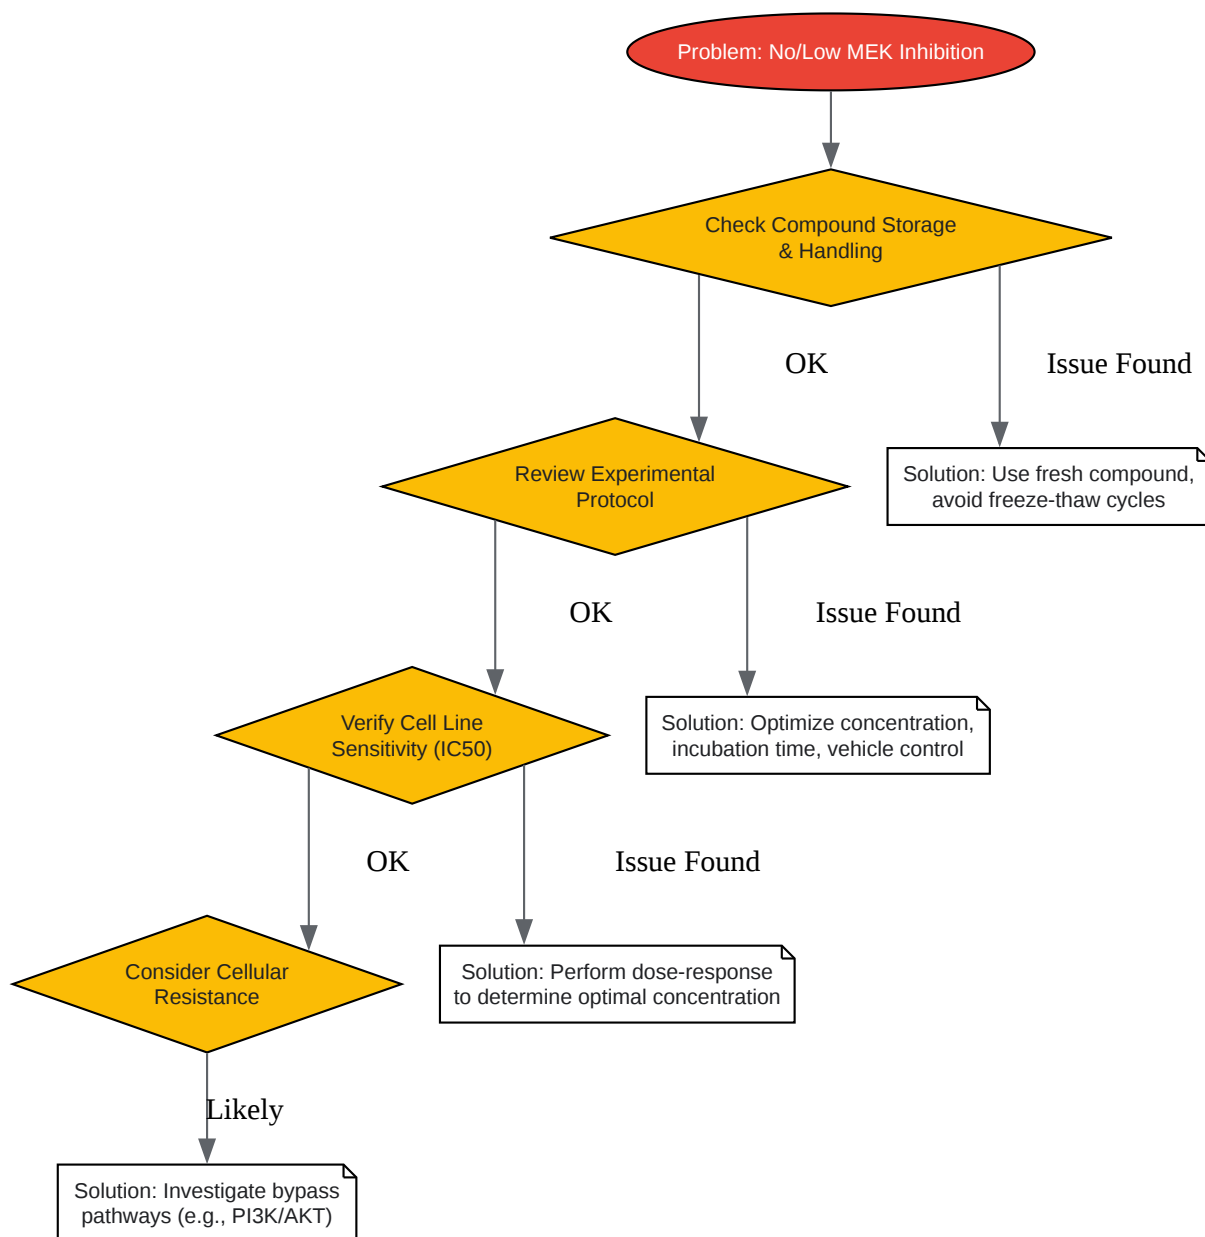 Problem: No/Low MEK Inhibition
Check Compound Storage
& Handling
OK
Issue Found
Review Experimental
Protocol
Solution: Use fresh compound,
avoid freeze-thaw cycles
OK
Issue Found
Verify Cell Line
Sensitivity (IC50)
Solution: Optimize concentration,
incubation time, vehicle control
OK
Issue Found
Consider Cellular
Resistance
Solution: Perform dose-response
to determine optimal concentration
Likely
Solution: Investigate bypass
pathways (e.g., PI3K/AKT)